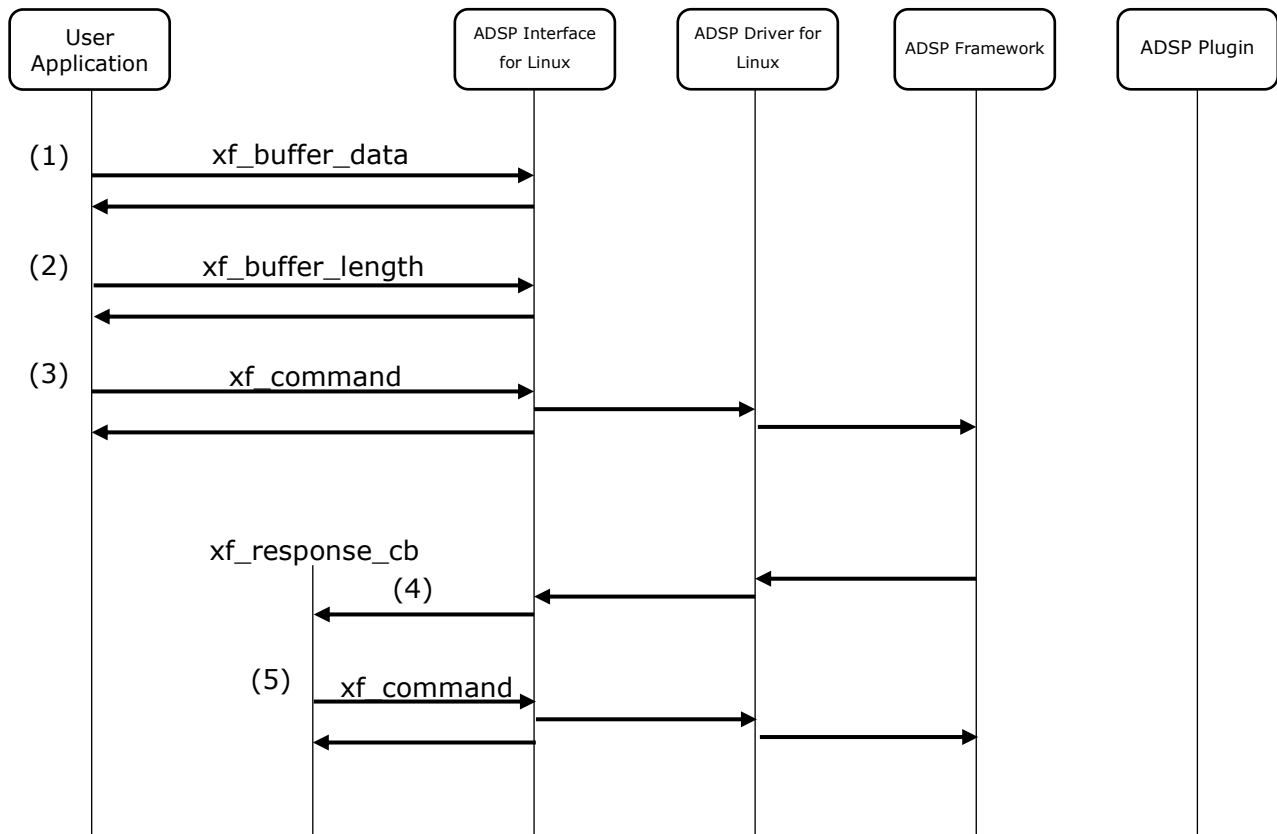 User
Application
ADSP Interface
for Linux
ADSP Driver for
Linux
ADSP Framework
ADSP Plugin
(1)
xf_buffer_data
(2)
xf_buffer_length
(3)
xf_command
xf_response_cb
(4)
(5)
xf_command